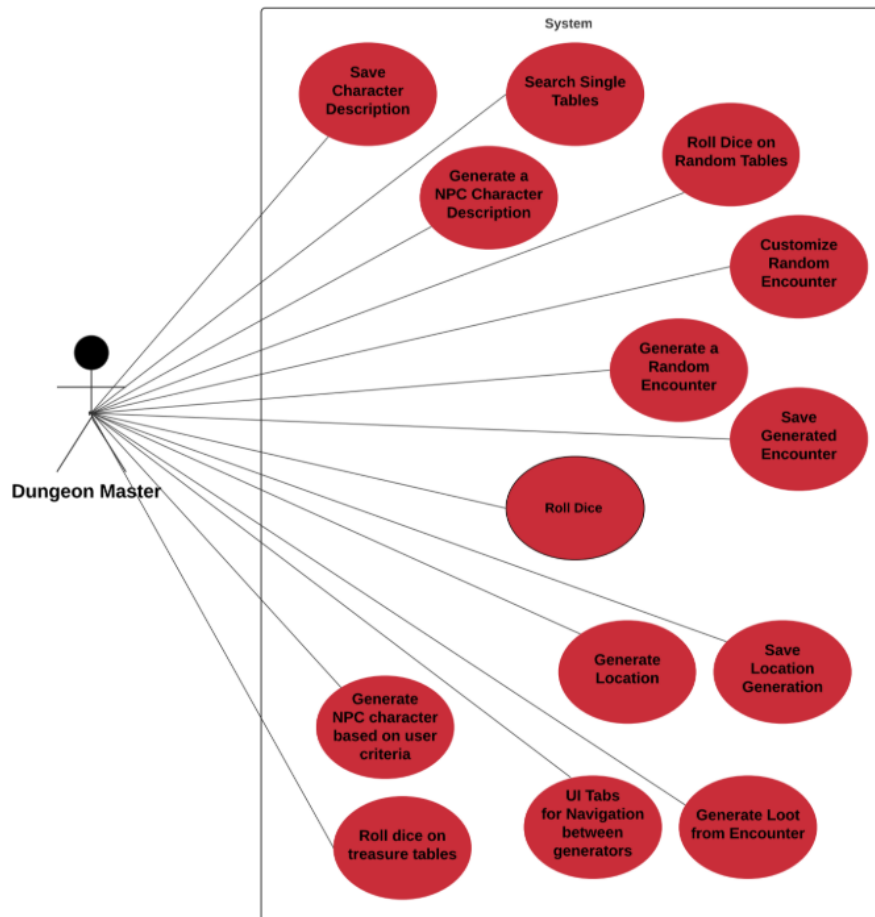 System
Save
Character
Description
Search Single
Tables
Roll Dice on
Random Tables
Generate a
NPC Character
Description
Customize
Random
Encounter
Generate a
Random
Encounter
Save
Generated
Encounter
Dungeon Master
Roll Dice
Generate
Location
Save
Location
Generation
Generate
NPC character
based on user
criteria
UI Tabs
for Navigation
between
generators
Generate Loot
from Encounter
Roll dice on
treasure tables